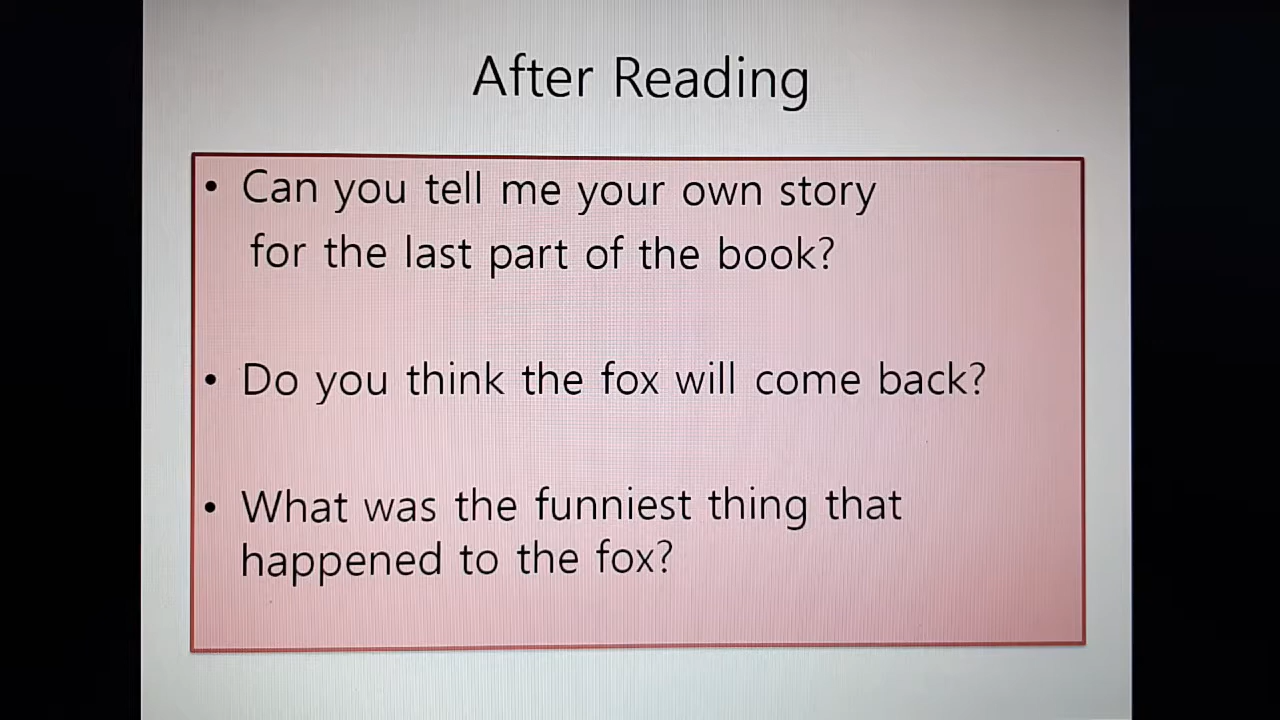 After Reading
• Can you tell me your own story
for the last part of the book?
• Do you think the fox will come back?
• What was the funniest thing that
happened to the fox?